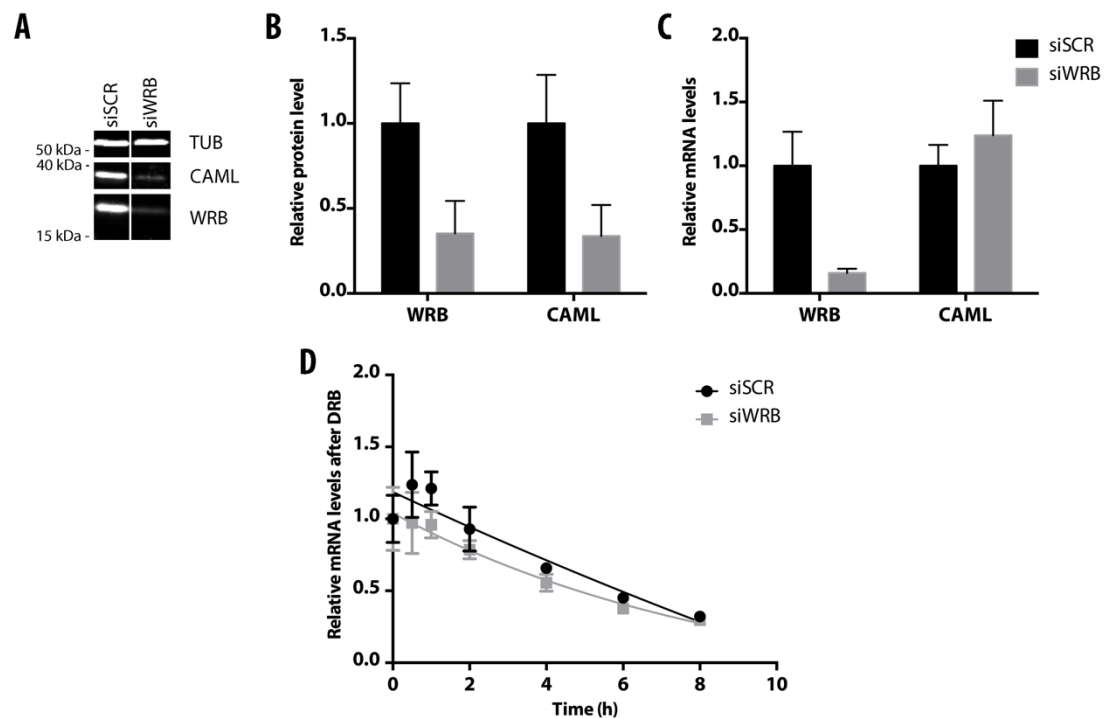 A
siSCR
siWRB
TUB
50 kDa -
40 kDa -
CAML
WRB
15 kDa -
B
Relative protein level
1.5
1.0
0.5
0.0
WRB CAML
C
Relative mRNA levels
2.0
1.5
1.0
0.5
0.0
WRB CAML
siSCR
siWRB
D
Relative mRNA levels after DRB
2.0
1.5
1.0
0.5
0.0
0 2 4 6 8 10
Time (h)
siSCR
siWRB